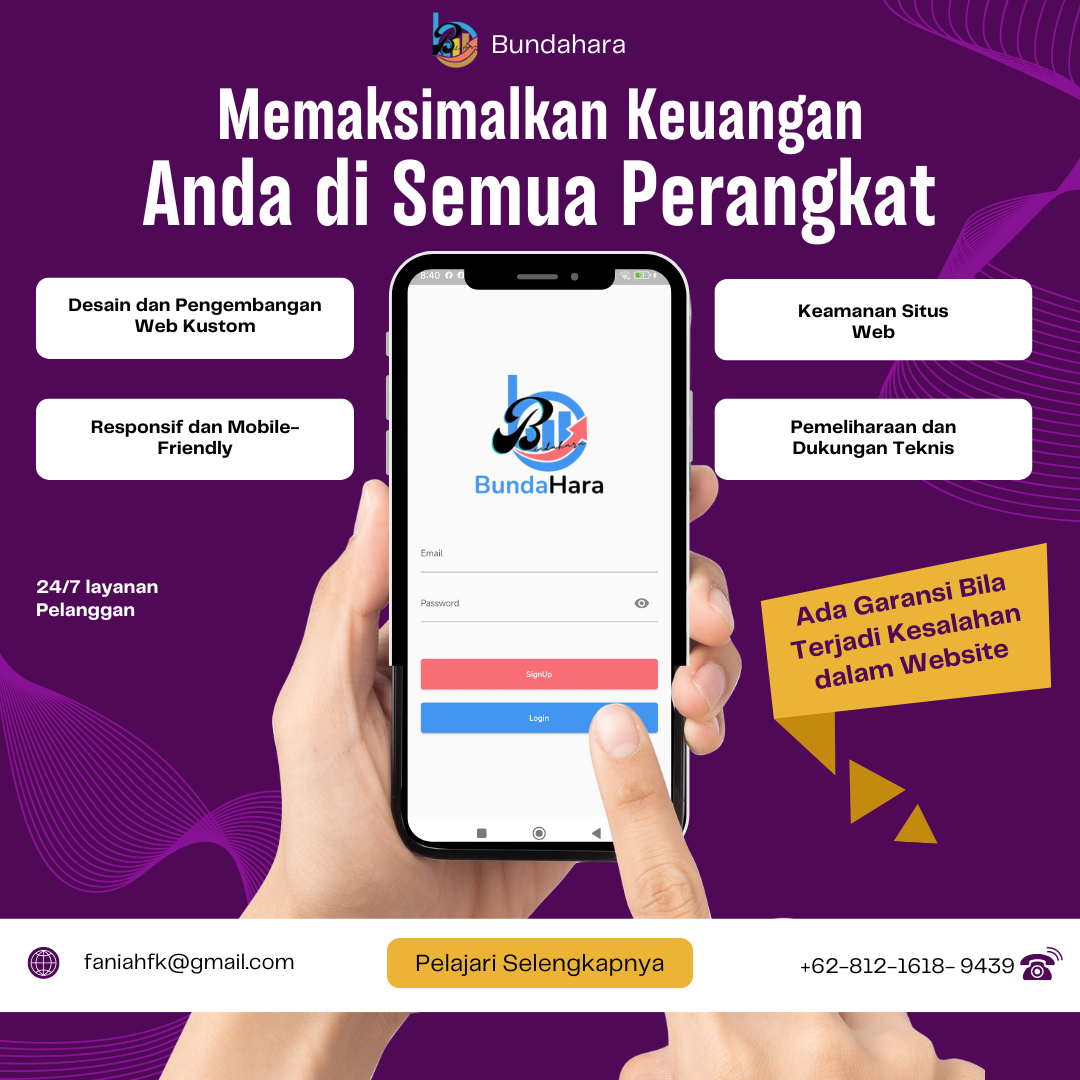 Bundahara
Memaksimalkan Keuangan
Anda di Semua Perangkat
Desain dan Pengembangan
Web Kustom
Keamanan Situs
Web
Responsif dan Mobile-
Friendly
Pemeliharaan dan
Dukungan Teknis
8:40
B
undahara
BundaHara
Email
Password
SignUp
Login
24/7 layanan
Pelanggan
Ada Garansi Bila
Terjadi Kesalahan
dalam Website
faniahfk@gmail.com
Pelajari Selengkapnya
+62-812-1618- 9439